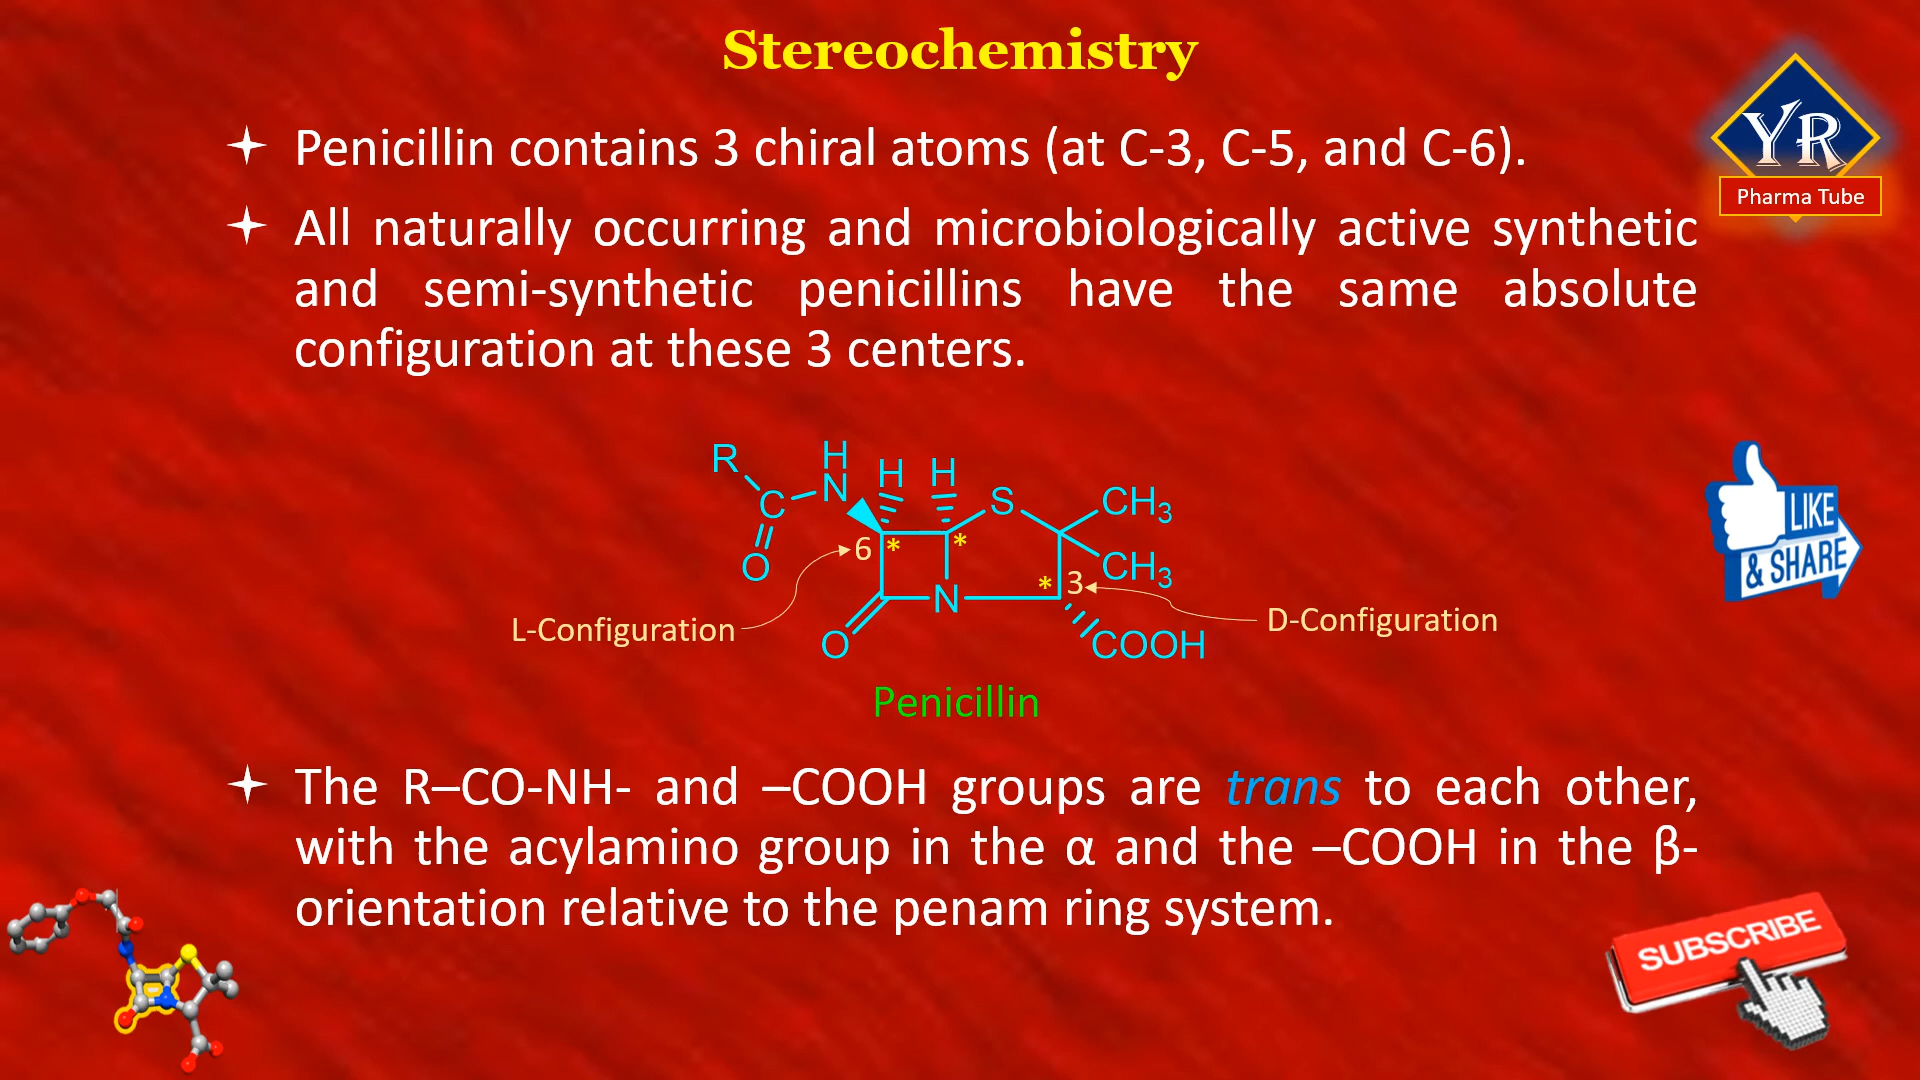 Stereochemistry
YR
Pharma Tube
Penicillin contains 3 chiral atoms (at C-3, C-5, and C-6).
All naturally occurring and microbiologically active synthetic
and semi-synthetic penicillins have the same absolute
configuration at these 3 centers.
R
H
N
H
H
S
CH₃
C
6
*
*
O
CH₃
*
3
N
L-Configuration
D-Configuration
O
COOH
Penicillin
LIKE
& SHARE
The R–CO-NH- and –COOH groups are trans to each other,
with the acylamino group in the α and the –COOH in the β-
orientation relative to the penam ring system.
SUBSCRIBE